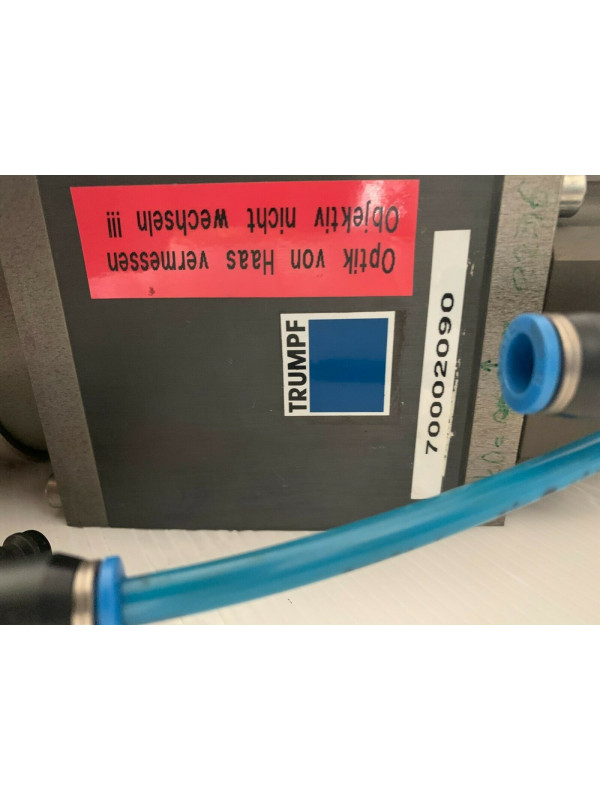 Optik von Haas vermessen
Objektiv nicht wechseln !!!
TRUMPF
70002090